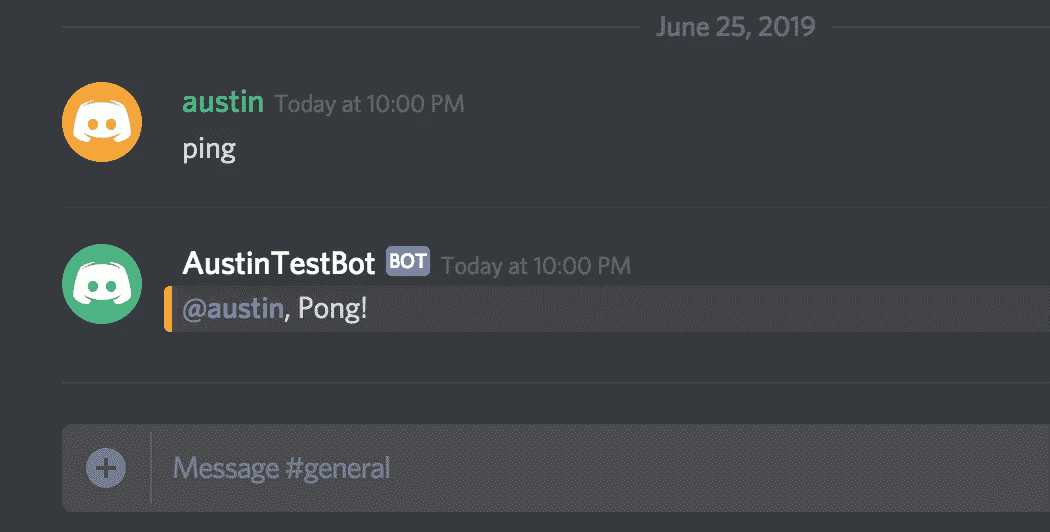 June 25, 2019
austin Today at 10:00 PM
ping
AustinTestBot BOT Today at 10:00 PM
@austin, Pong!
Message #general